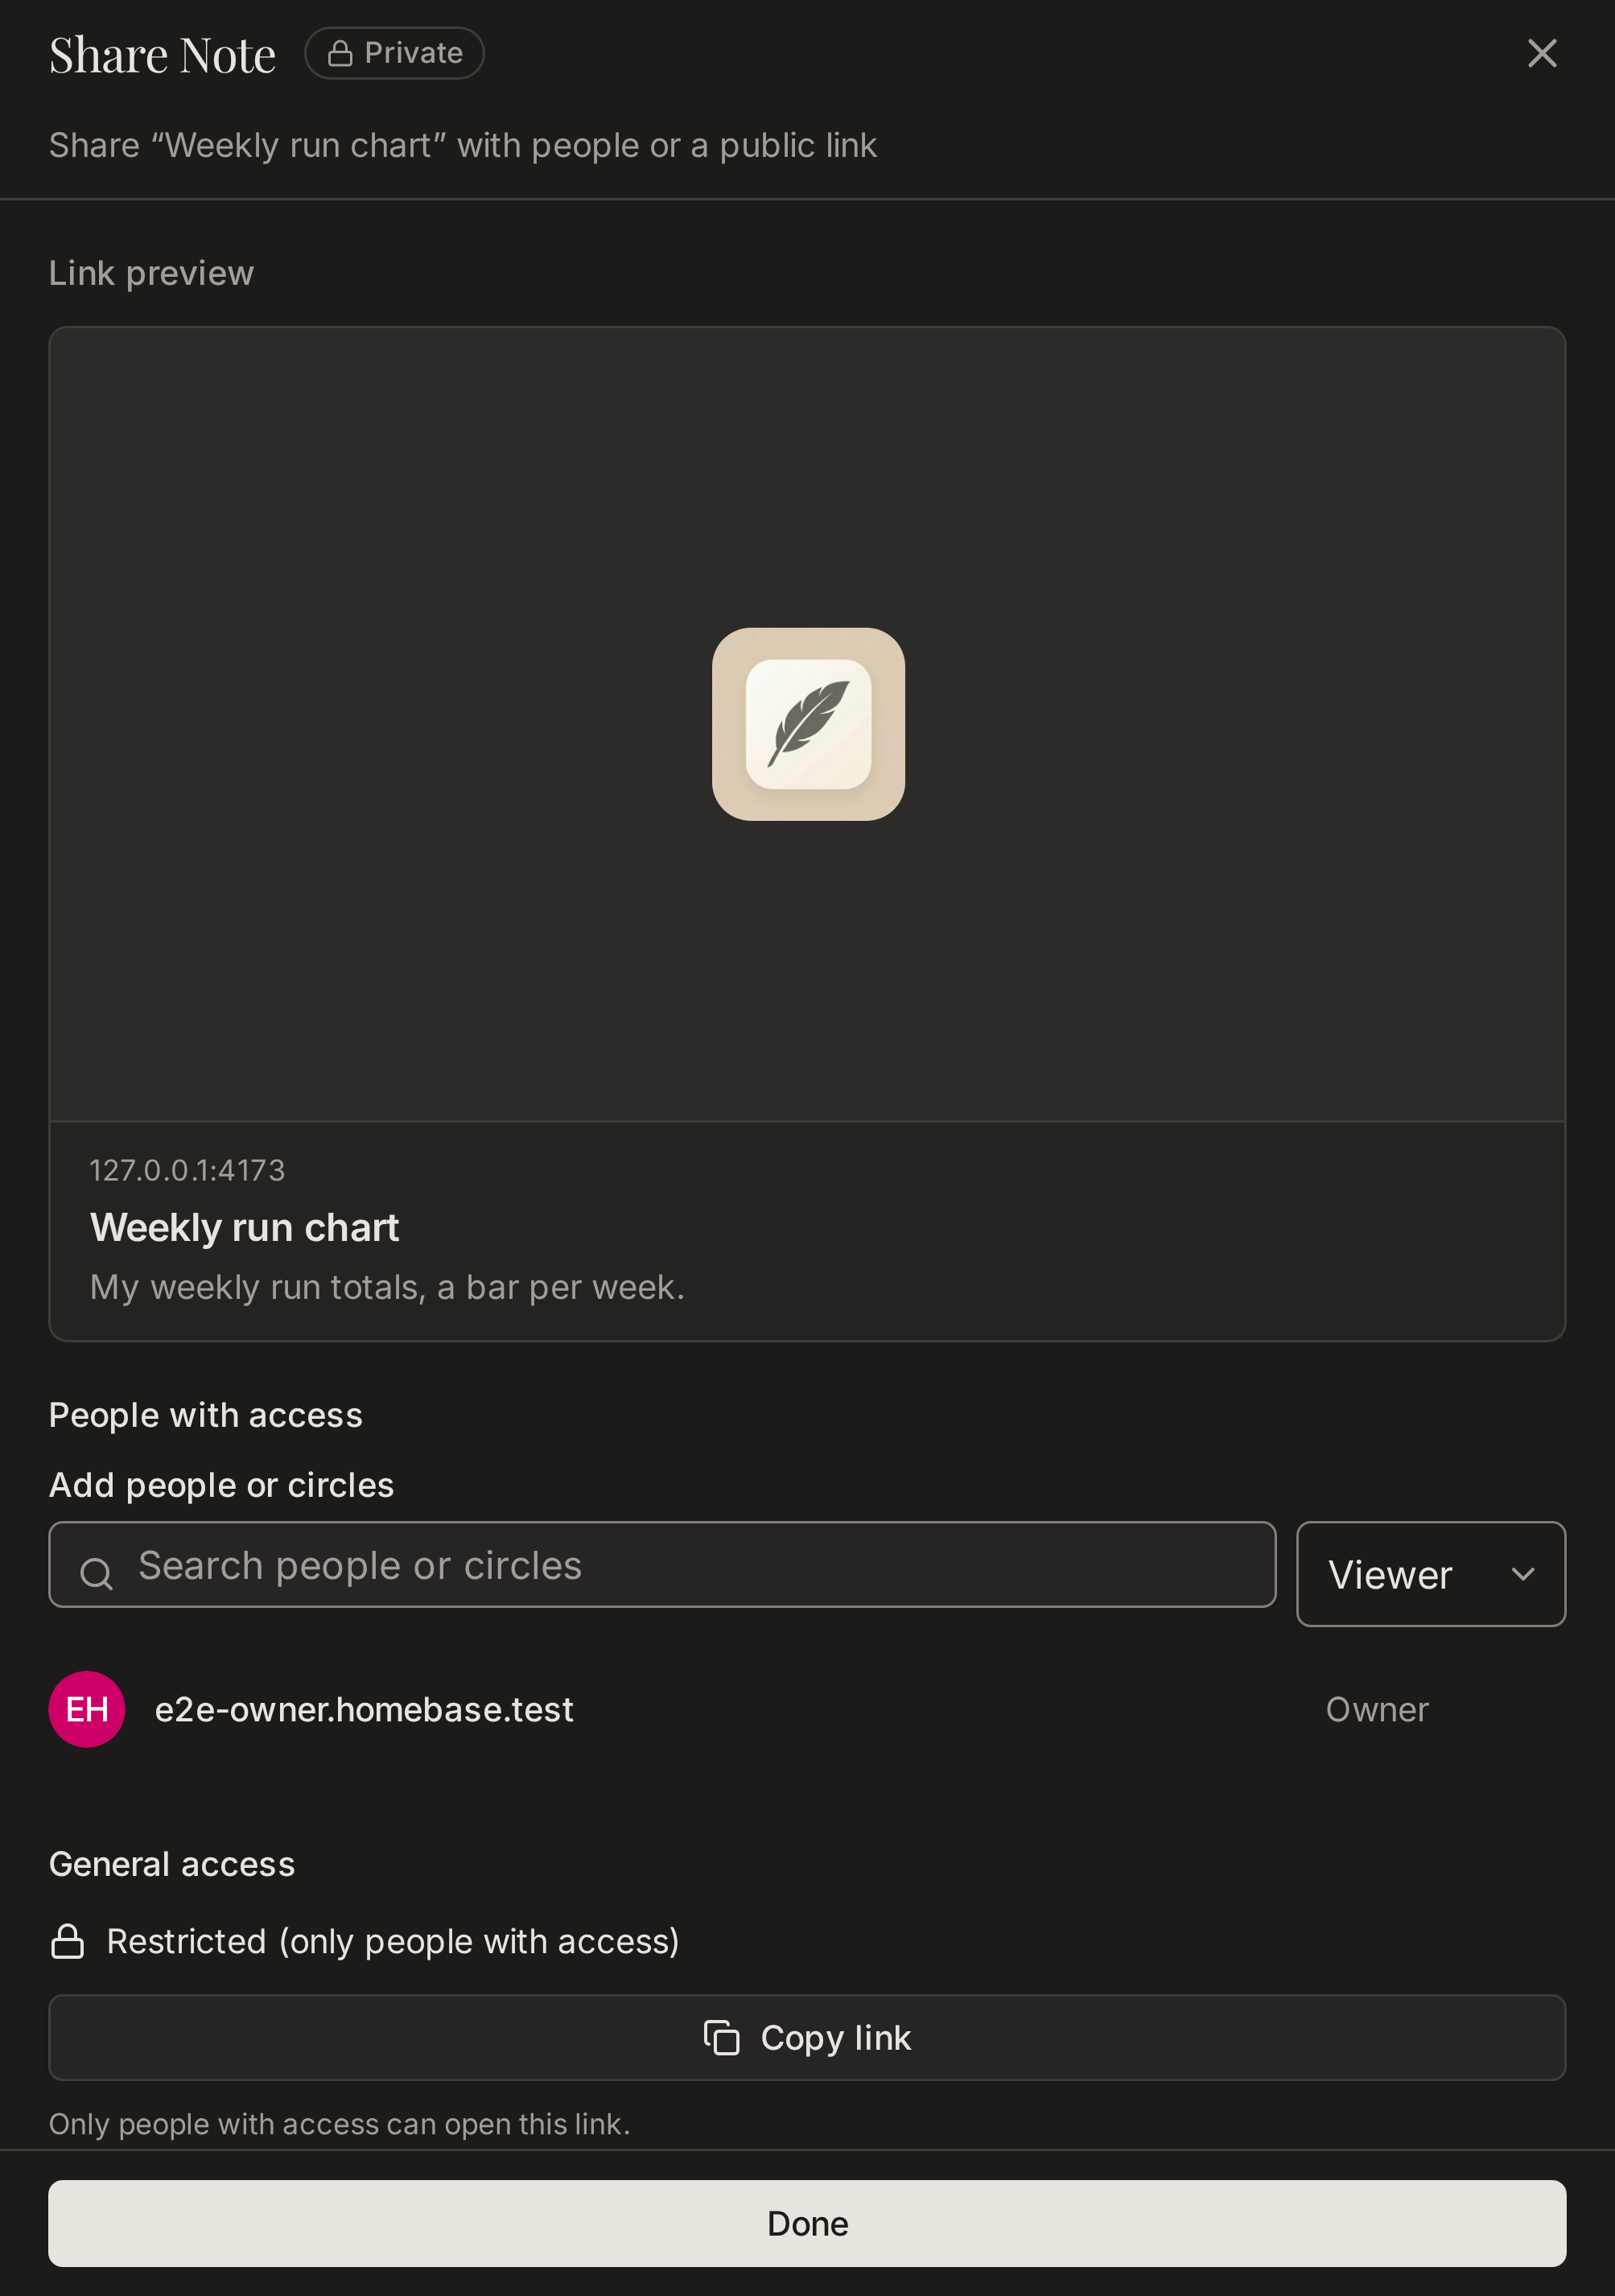 Share Note
Private
Share “Weekly run chart” with people or a public link
Link preview
127.0.0.1:4173
Weekly run chart
My weekly run totals, a bar per week.
People with access
Add people or circles
Search people or circles
Viewer
EH
e2e-owner.homebase.test
Owner
General access
Restricted (only people with access)
Copy link
Only people with access can open this link.
Done